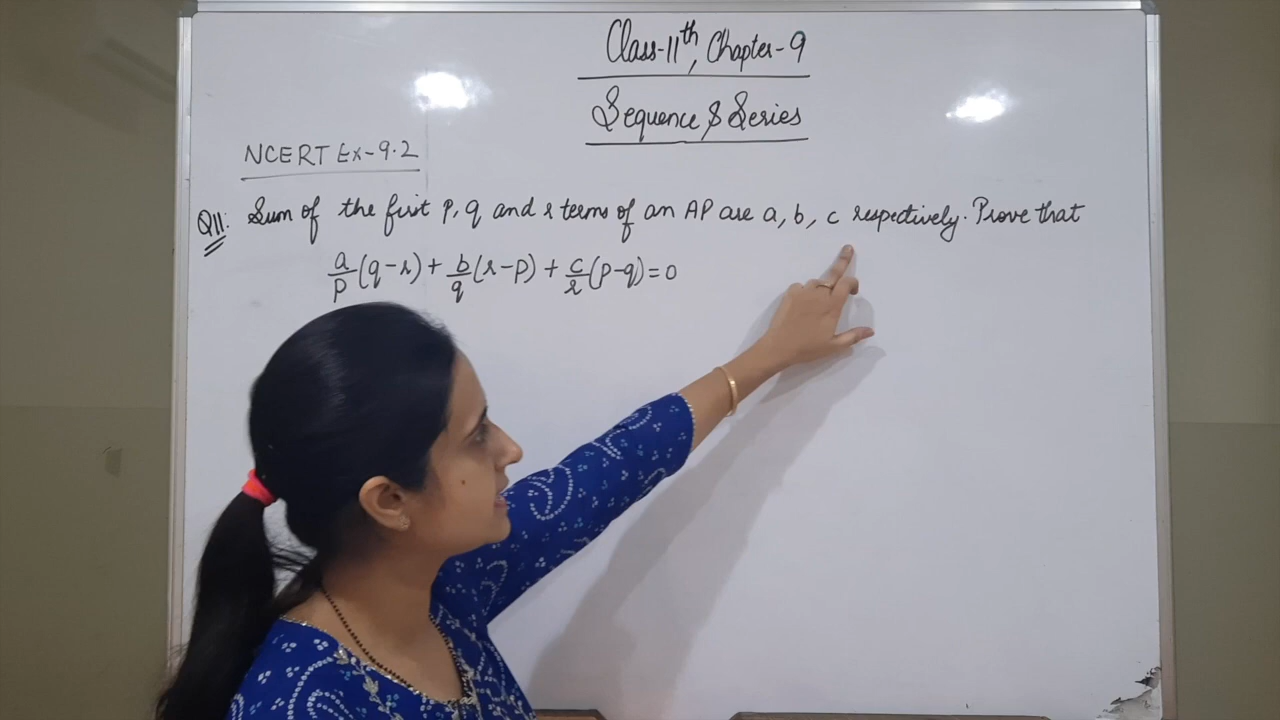 Class-11th, Chapter-9
Sequence & Series
NCERT Ex-9.2
Q11: Sum of the first p, q and r terms of an AP are a, b, c respectively. Prove that
a/p (q-r) + b/q (r-p) + c/r (p-q) = 0